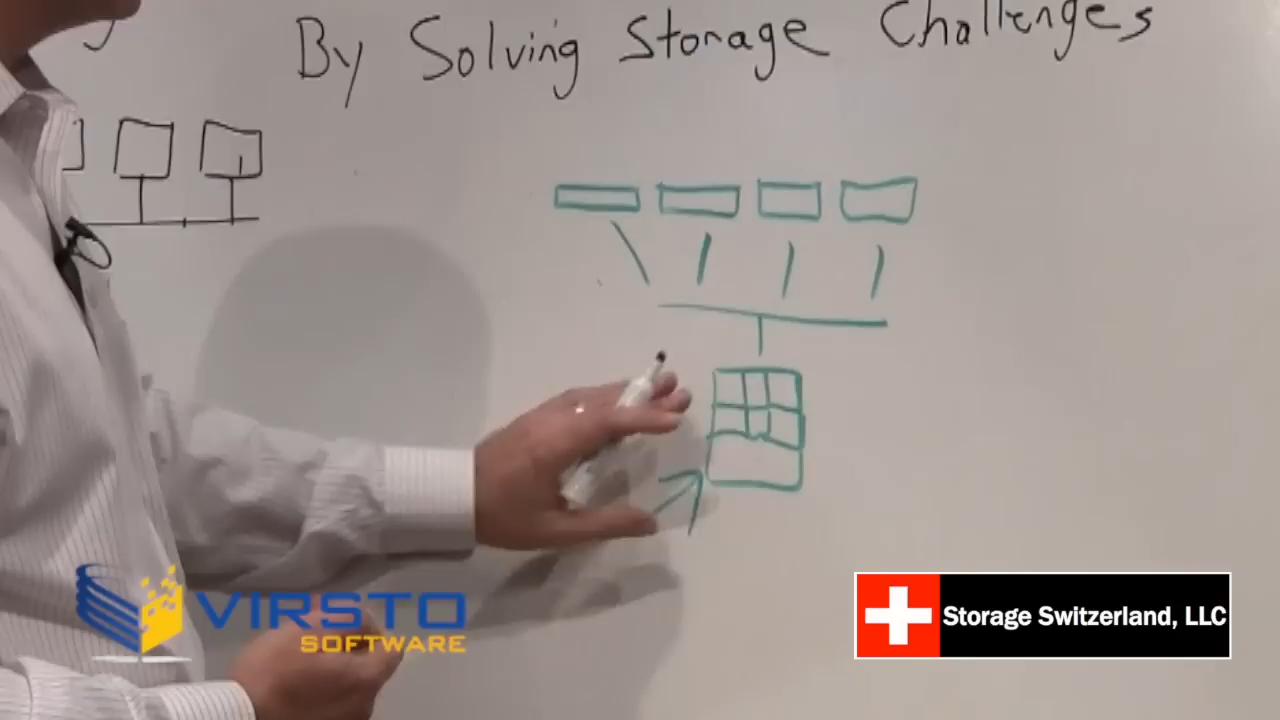 By Solving Storage Challenges
VIRSTO
SOFTWARE
Storage Switzerland, LLC